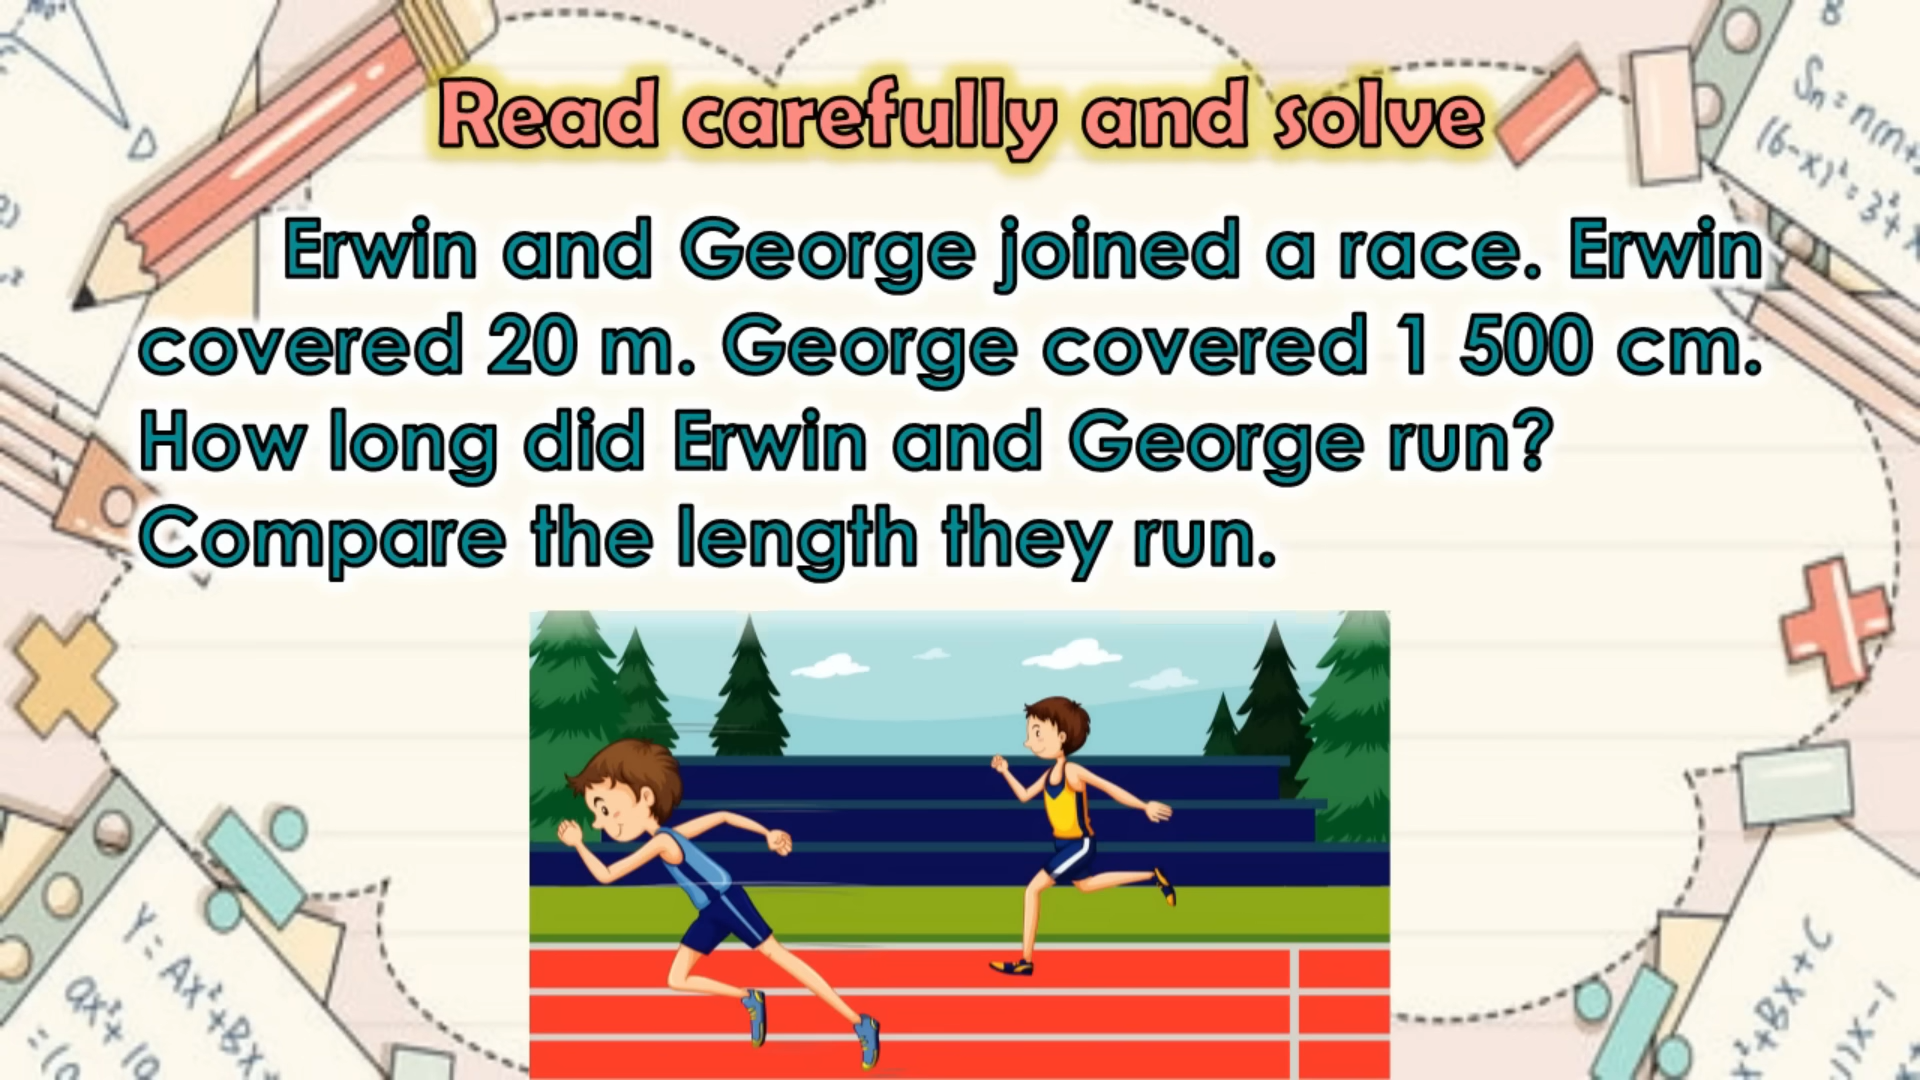 Read carefully and solve
Erwin and George joined a race. Erwin
covered 20 m. George covered 1 500 cm.
How long did Erwin and George run?
Compare the length they run.